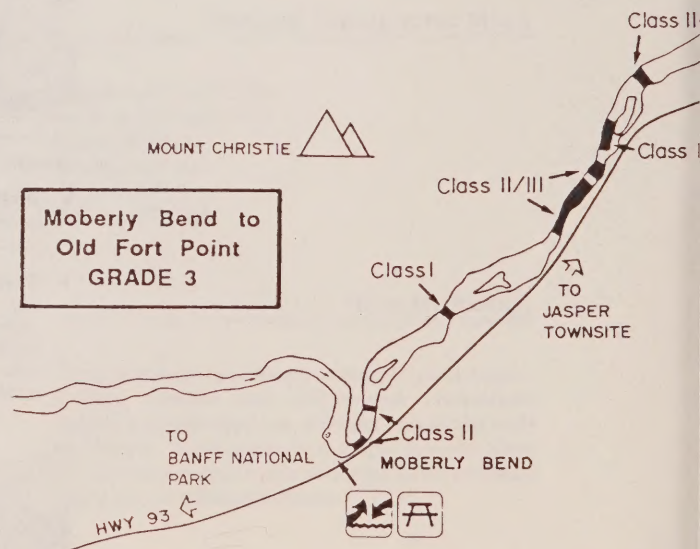 Class II
MOUNT CHRISTIE
Class II/III
Moberly Bend to
Old Fort Point
GRADE 3
Class I
TO
JASPER
TOWNSITE
Class II
TO
BANFF NATIONAL
PARK
MOBERLY BEND
HWY 93